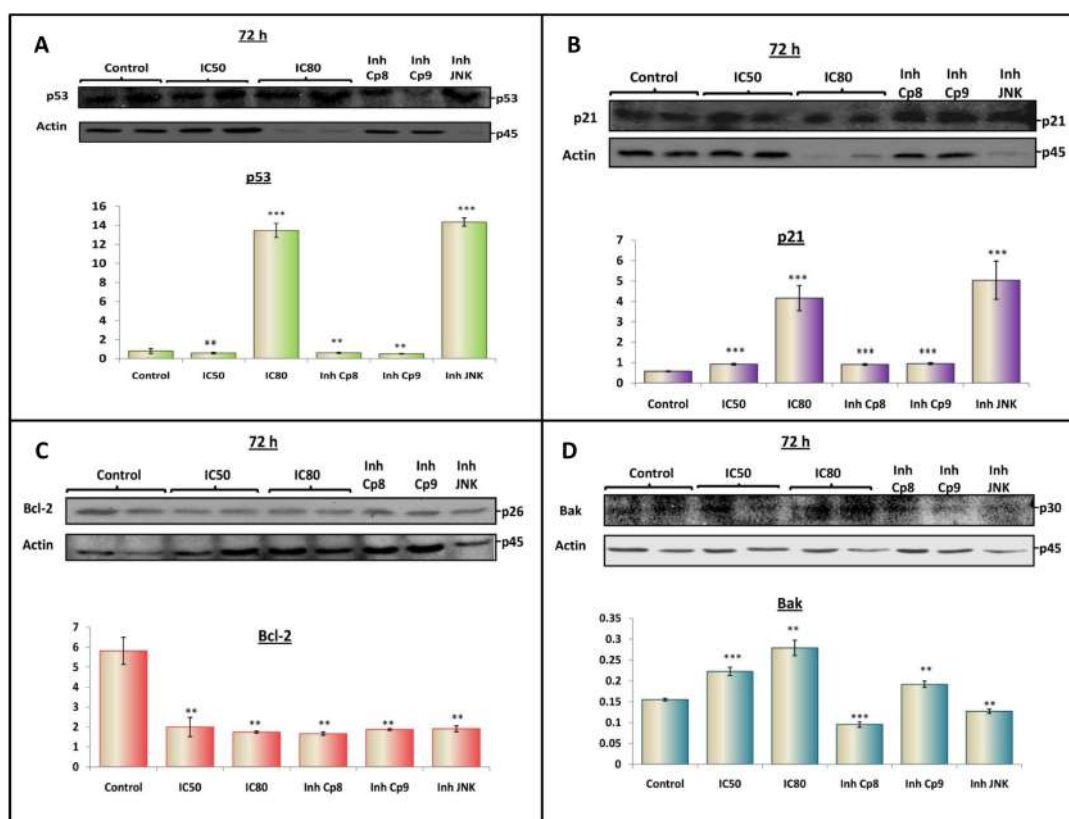 A
72 h
Control IC50 IC80 Inh Cp8 Inh Cp9 Inh JNK
p53 p53
Actin p45
p53
16
14
12
10
8
6
4
2
0
** *** ** ** ***
Control IC50 IC80 Inh Cp8 Inh Cp9 Inh JNK
B
72 h
Control IC50 IC80 Inh Cp8 Inh Cp9 Inh JNK
p21 p21
Actin p45
p21
7
6
5
4
3
2
1
0
*** *** *** *** ***
Control IC50 IC80 Inh Cp8 Inh Cp9 Inh JNK
C
72 h
Control IC50 IC80 Inh Cp8 Inh Cp9 Inh JNK
Bcl-2 p26
Actin p45
Bcl-2
7
6
5
4
3
2
1
0
** ** ** ** **
Control IC50 IC80 Inh Cp8 Inh Cp9 Inh JNK
D
72 h
Control IC50 IC80 Inh Cp8 Inh Cp9 Inh JNK
Bak p30
Actin p45
Bak
0.35
0.3
0.25
0.2
0.15
0.1
0.05
0
*** ** *** ** **
Control IC50 IC80 Inh Cp8 Inh Cp9 Inh JNK